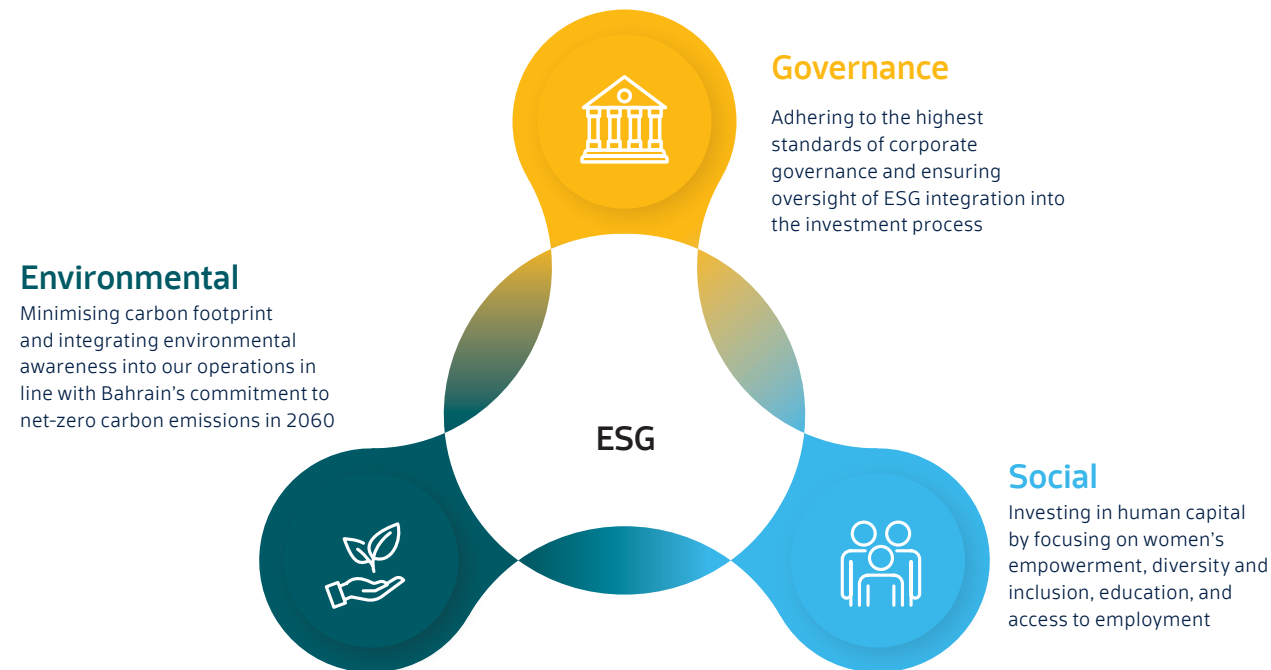 Governance
Adhering to the highest
standards of corporate
governance and ensuring
oversight of ESG integration into
the investment process
Environmental
Minimising carbon footprint
and integrating environmental
awareness into our operations in
line with Bahrain’s commitment to
net-zero carbon emissions in 2060
ESG
Social
Investing in human capital
by focusing on women’s
empowerment, diversity and
inclusion, education, and
access to employment